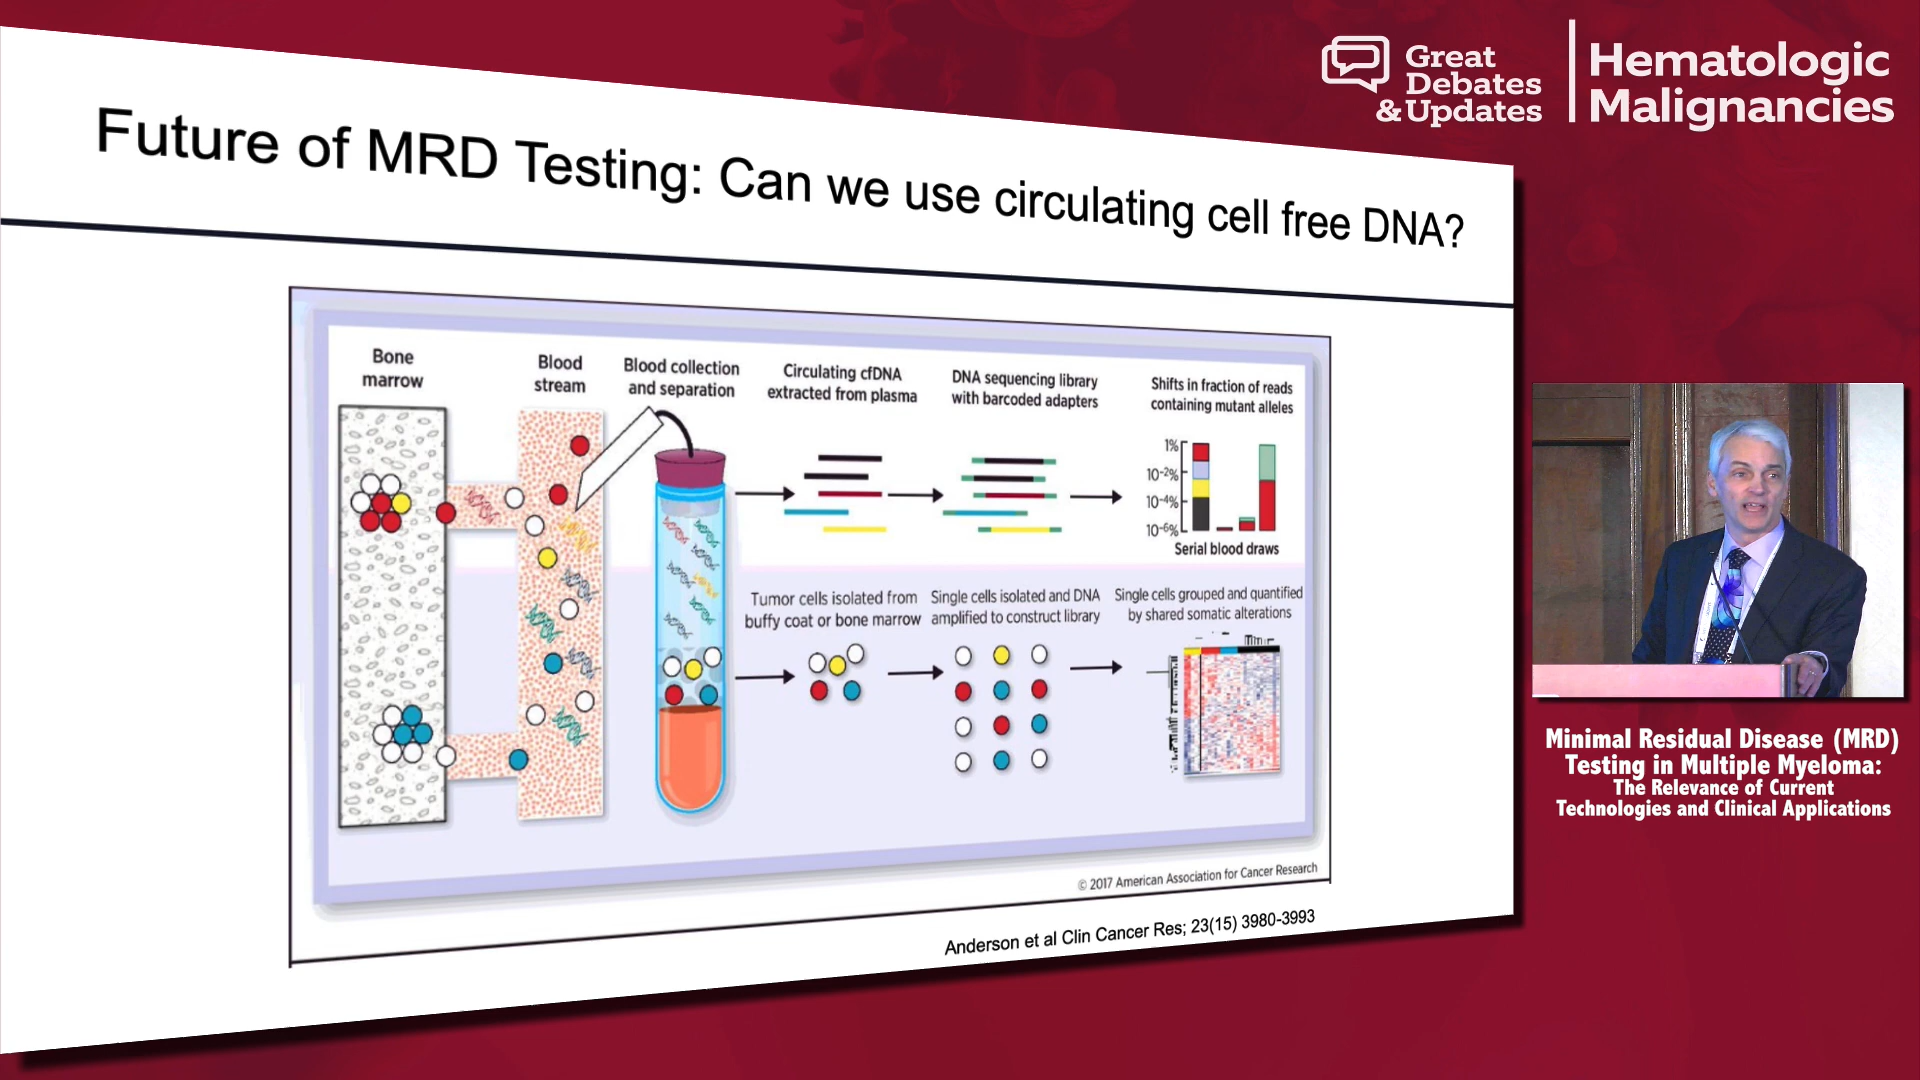 Great
Debates
& Updates
Hematologic
Malignancies
Future of MRD Testing: Can we use circulating cell free DNA?
Bone
marrow
Blood
stream
Blood collection
and separation
Circulating cfDNA
extracted from plasma
DNA sequencing library
with barcoded adapters
Shifts in fraction of reads
containing mutant alleles
1%
10-2%
10-4%
10-6%
Serial blood draws
Tumor cells isolated from
buffy coat or bone marrow
Single cells isolated and DNA
amplified to construct library
Single cells grouped and quantified
by shared somatic alterations
© 2017 American Association for Cancer Research
Anderson et al Clin Cancer Res; 23(15) 3980-3993
Minimal Residual Disease (MRD)
Testing in Multiple Myeloma:
The Relevance of Current
Technologies and Clinical Applications